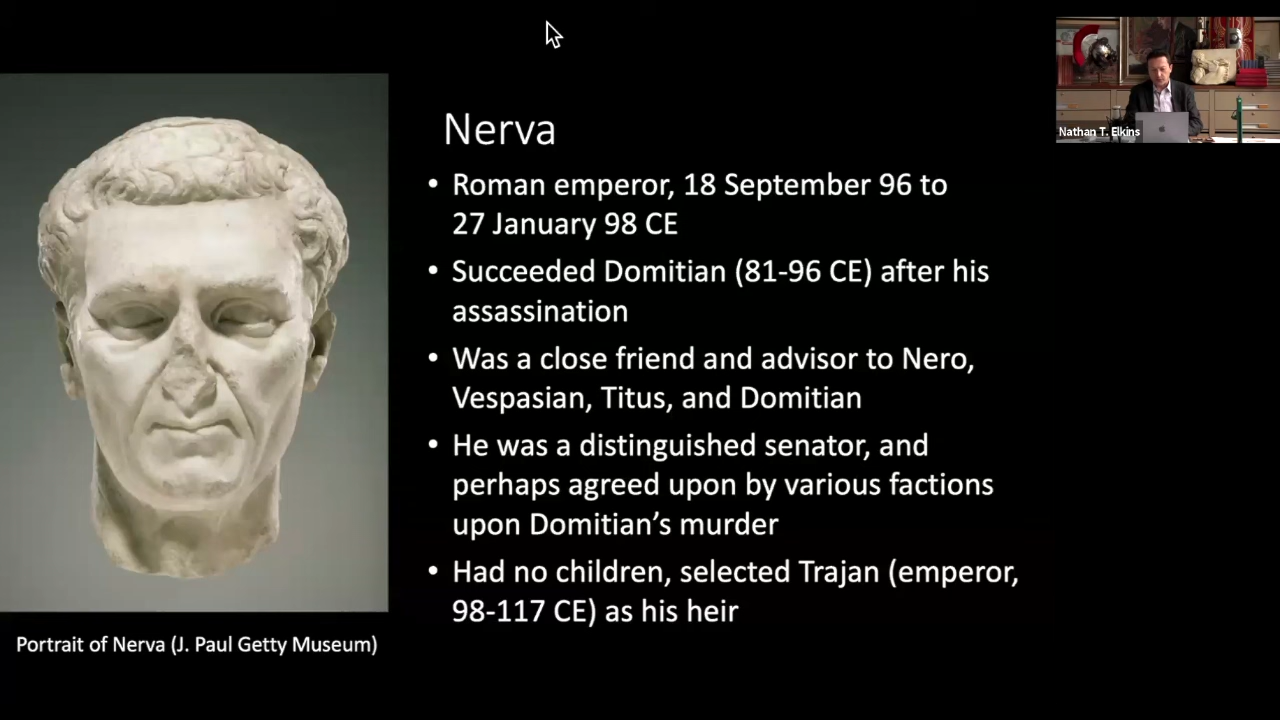 Nerva
• Roman emperor, 18 September 96 to
27 January 98 CE
• Succeeded Domitian (81-96 CE) after his
assassination
• Was a close friend and advisor to Nero,
Vespasian, Titus, and Domitian
• He was a distinguished senator, and
perhaps agreed upon by various factions
upon Domitian’s murder
• Had no children, selected Trajan (emperor,
98-117 CE) as his heir
Portrait of Nerva (J. Paul Getty Museum)
Nathan T. Elkins